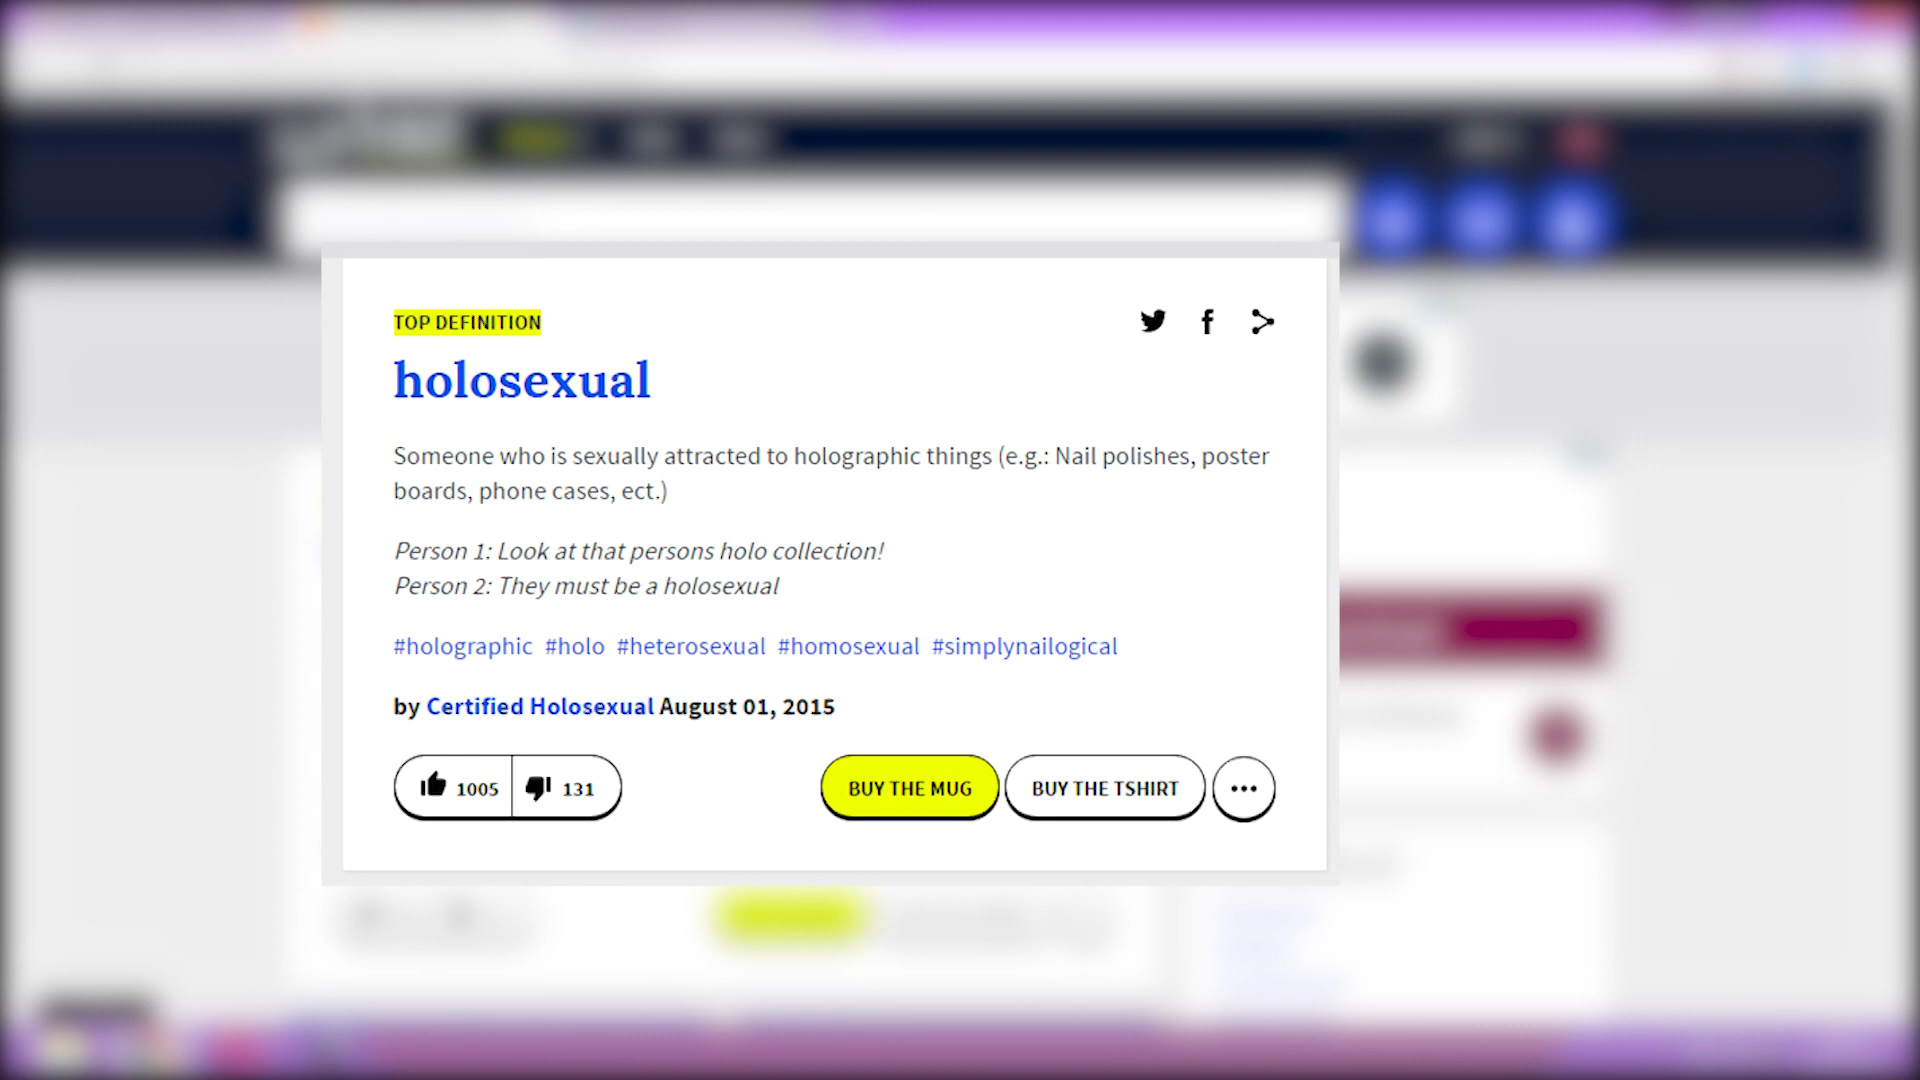 TOP DEFINITION
holosexual
Someone who is sexually attracted to holographic things (e.g.: Nail polishes, poster
boards, phone cases, ect.)
Person 1: Look at that persons holo collection!
Person 2: They must be a holosexual
#holographic #holo #heterosexual #homosexual #simplynailogical
by Certified Holosexual August 01, 2015
1005 131 BUY THE MUG BUY THE TSHIRT